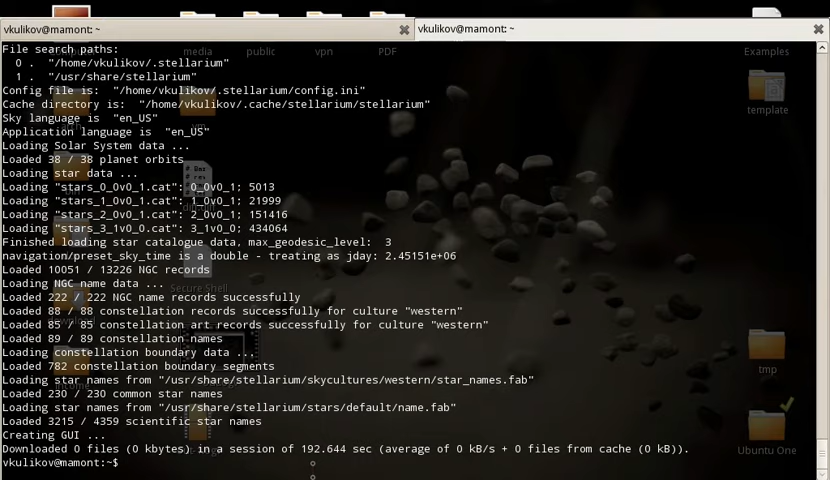 vkulikov@mamont: ~
vkulikov@mamont: ~
media
public
vpn
PDF
Examples
template
Secure Shell
tmp
Ubuntu One
File search paths:
0 . "/home/vkulikov/.stellarium"
1 . "/usr/share/stellarium"
Config file is: "/home/vkulikov/.stellarium/config.ini"
Cache directory is: "/home/vkulikov/.cache/stellarium/stellarium"
Sky language is "en_US"
Application language is "en_US"
Loading Solar System data ...
Loaded 38 / 38 planet orbits
Loading star data ...
Loading "stars_0_0v0_1.cat": 0_0v0_1; 5013
Loading "stars_1_0v0_1.cat": 1_0v0_1; 21999
Loading "stars_2_0v0_1.cat": 2_0v0_1; 151416
Loading "stars_3_1v0_0.cat": 3_1v0_0; 434064
Finished loading star catalogue data, max_geodesic_level: 3
navigation/preset_sky_time is a double - treating as jday: 2.45151e+06
Loaded 10051 / 13226 NGC records
Loading NGC name data ...
Loaded 222 / 222 NGC name records successfully
Loaded 88 / 88 constellation records successfully for culture "western"
Loaded 85 / 85 constellation art records successfully for culture "western"
Loaded 89 / 89 constellation names
Loading constellation boundary data ...
Loaded 782 constellation boundary segments
Loading star names from "/usr/share/stellarium/skycultures/western/star_names.fab"
Loaded 230 / 230 common star names
Loading star names from "/usr/share/stellarium/stars/default/name.fab"
Loaded 3215 / 4359 scientific star names
Creating GUI ...
Downloaded 0 files (0 kbytes) in a session of 192.644 sec (average of 0 kB/s + 0 files from cache (0 kB)).
vkulikov@mamont:~$